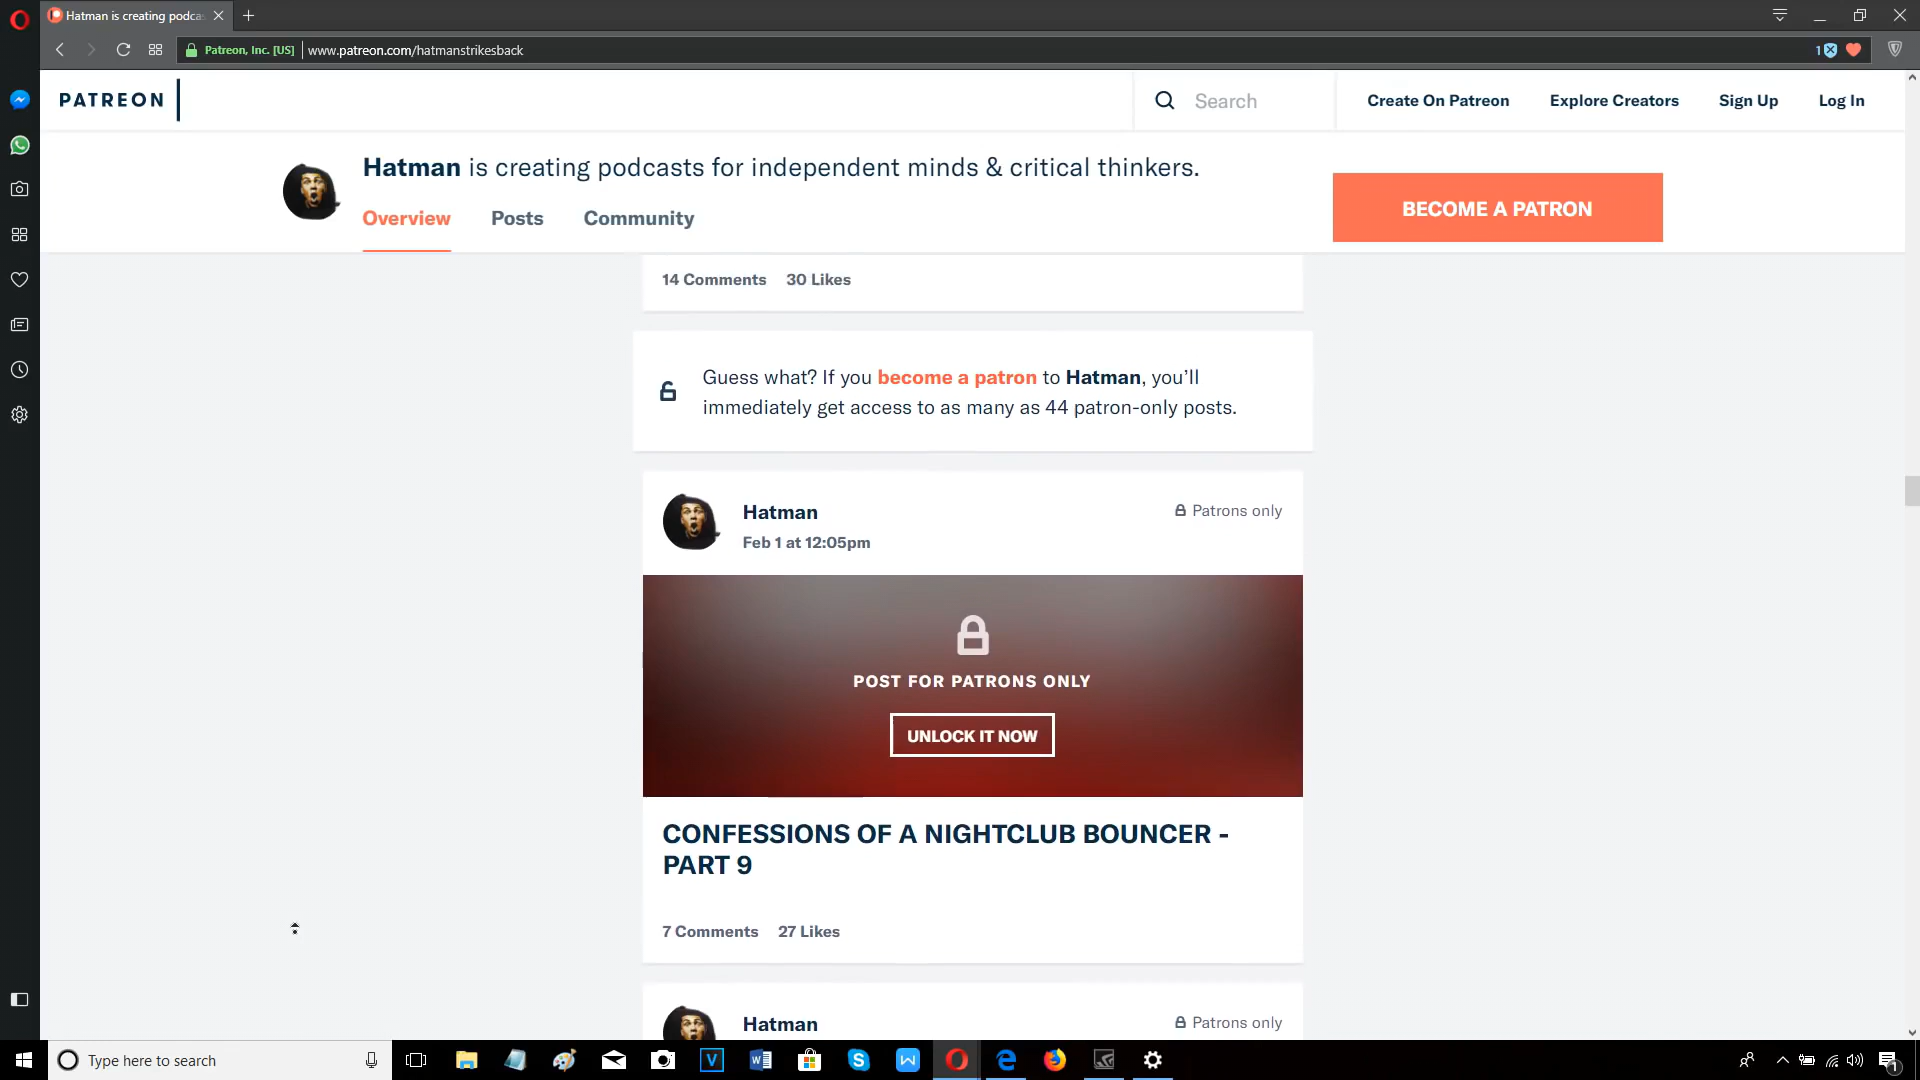 Hatman is creating podca
Patreon, Inc. [US]
www.patreon.com/hatmanstrikesback
1
PATREON
Search
Create On Patreon
Explore Creators
Sign Up
Log In
Hatman is creating podcasts for independent minds & critical thinkers.
Overview
Posts
Community
BECOME A PATRON
14 Comments
30 Likes
Guess what? If you become a patron to Hatman, you'll
immediately get access to as many as 44 patron-only posts.
Hatman
Patrons only
Feb 1 at 12:05pm
POST FOR PATRONS ONLY
UNLOCK IT NOW
CONFESSIONS OF A NIGHTCLUB BOUNCER -
PART 9
7 Comments
27 Likes
Hatman
Patrons only
Type here to search
1